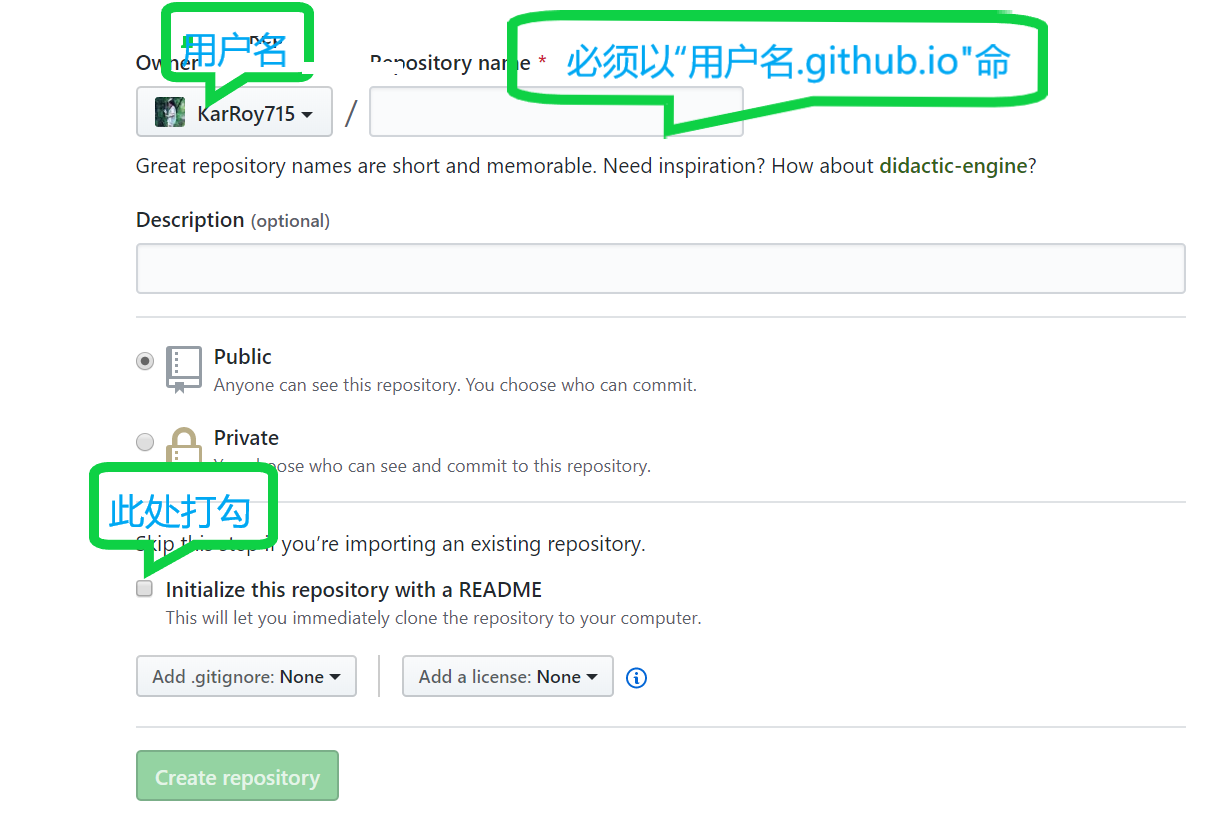 用户名
Owner
Repository name *
必须以“用户名.github.io"命
KarRoy715
/
Great repository names are short and memorable. Need inspiration? How about didactic-engine?
Description (optional)
Public
Anyone can see this repository. You choose who can commit.
Private
You choose who can see and commit to this repository.
此处打勾
Skip this step if you’re importing an existing repository.
Initialize this repository with a README
This will let you immediately clone the repository to your computer.
Add .gitignore: None
Add a license: None
Create repository